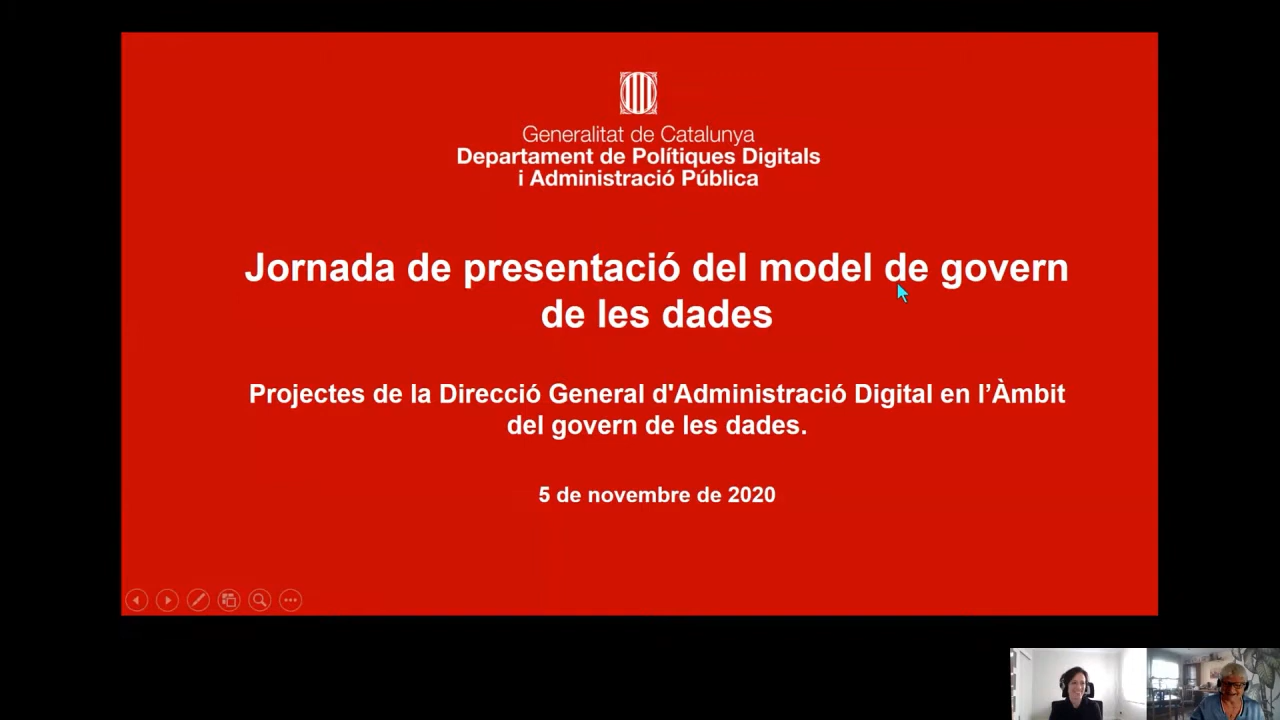 Generalitat de Catalunya
Departament de Polítiques Digitals
i Administració Pública
Jornada de presentació del model de govern
de les dades
Projectes de la Direcció General d'Administració Digital en l’Àmbit
del govern de les dades.
5 de novembre de 2020